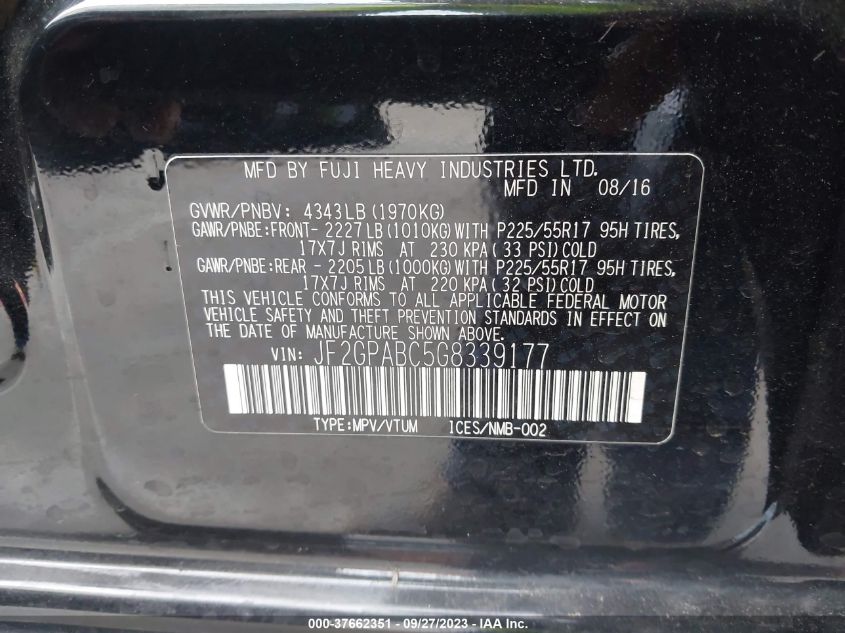 MFD BY FUJI HEAVY INDUSTRIES LTD.
MFD IN 08/16
GVWR/PNBV: 4343LB (1970KG)
GAWR/PNBE:FRONT- 2227LB (1010KG) WITH P225/55R17 95H TIRES,
17X7J RIMS AT 230 KPA ( 33 PSI) COLD
GAWR/PNBE:REAR - 2205LB (1000KG) WITH P225/55R17 95H TIRES,
17X7J RIMS AT 220 KPA ( 32 PSI) COLD
THIS VEHICLE CONFORMS TO ALL APPLICABLE FEDERAL MOTOR
VEHICLE SAFETY AND THEFT PREVENTION STANDARDS IN EFFECT ON
THE DATE OF MANUFACTURE SHOWN ABOVE.
VIN: JF2GPABC5G8339177
TYPE:MPV/VTUM ICES/NMB-002
000-37662351 - 09/27/2023 - IAA Inc.